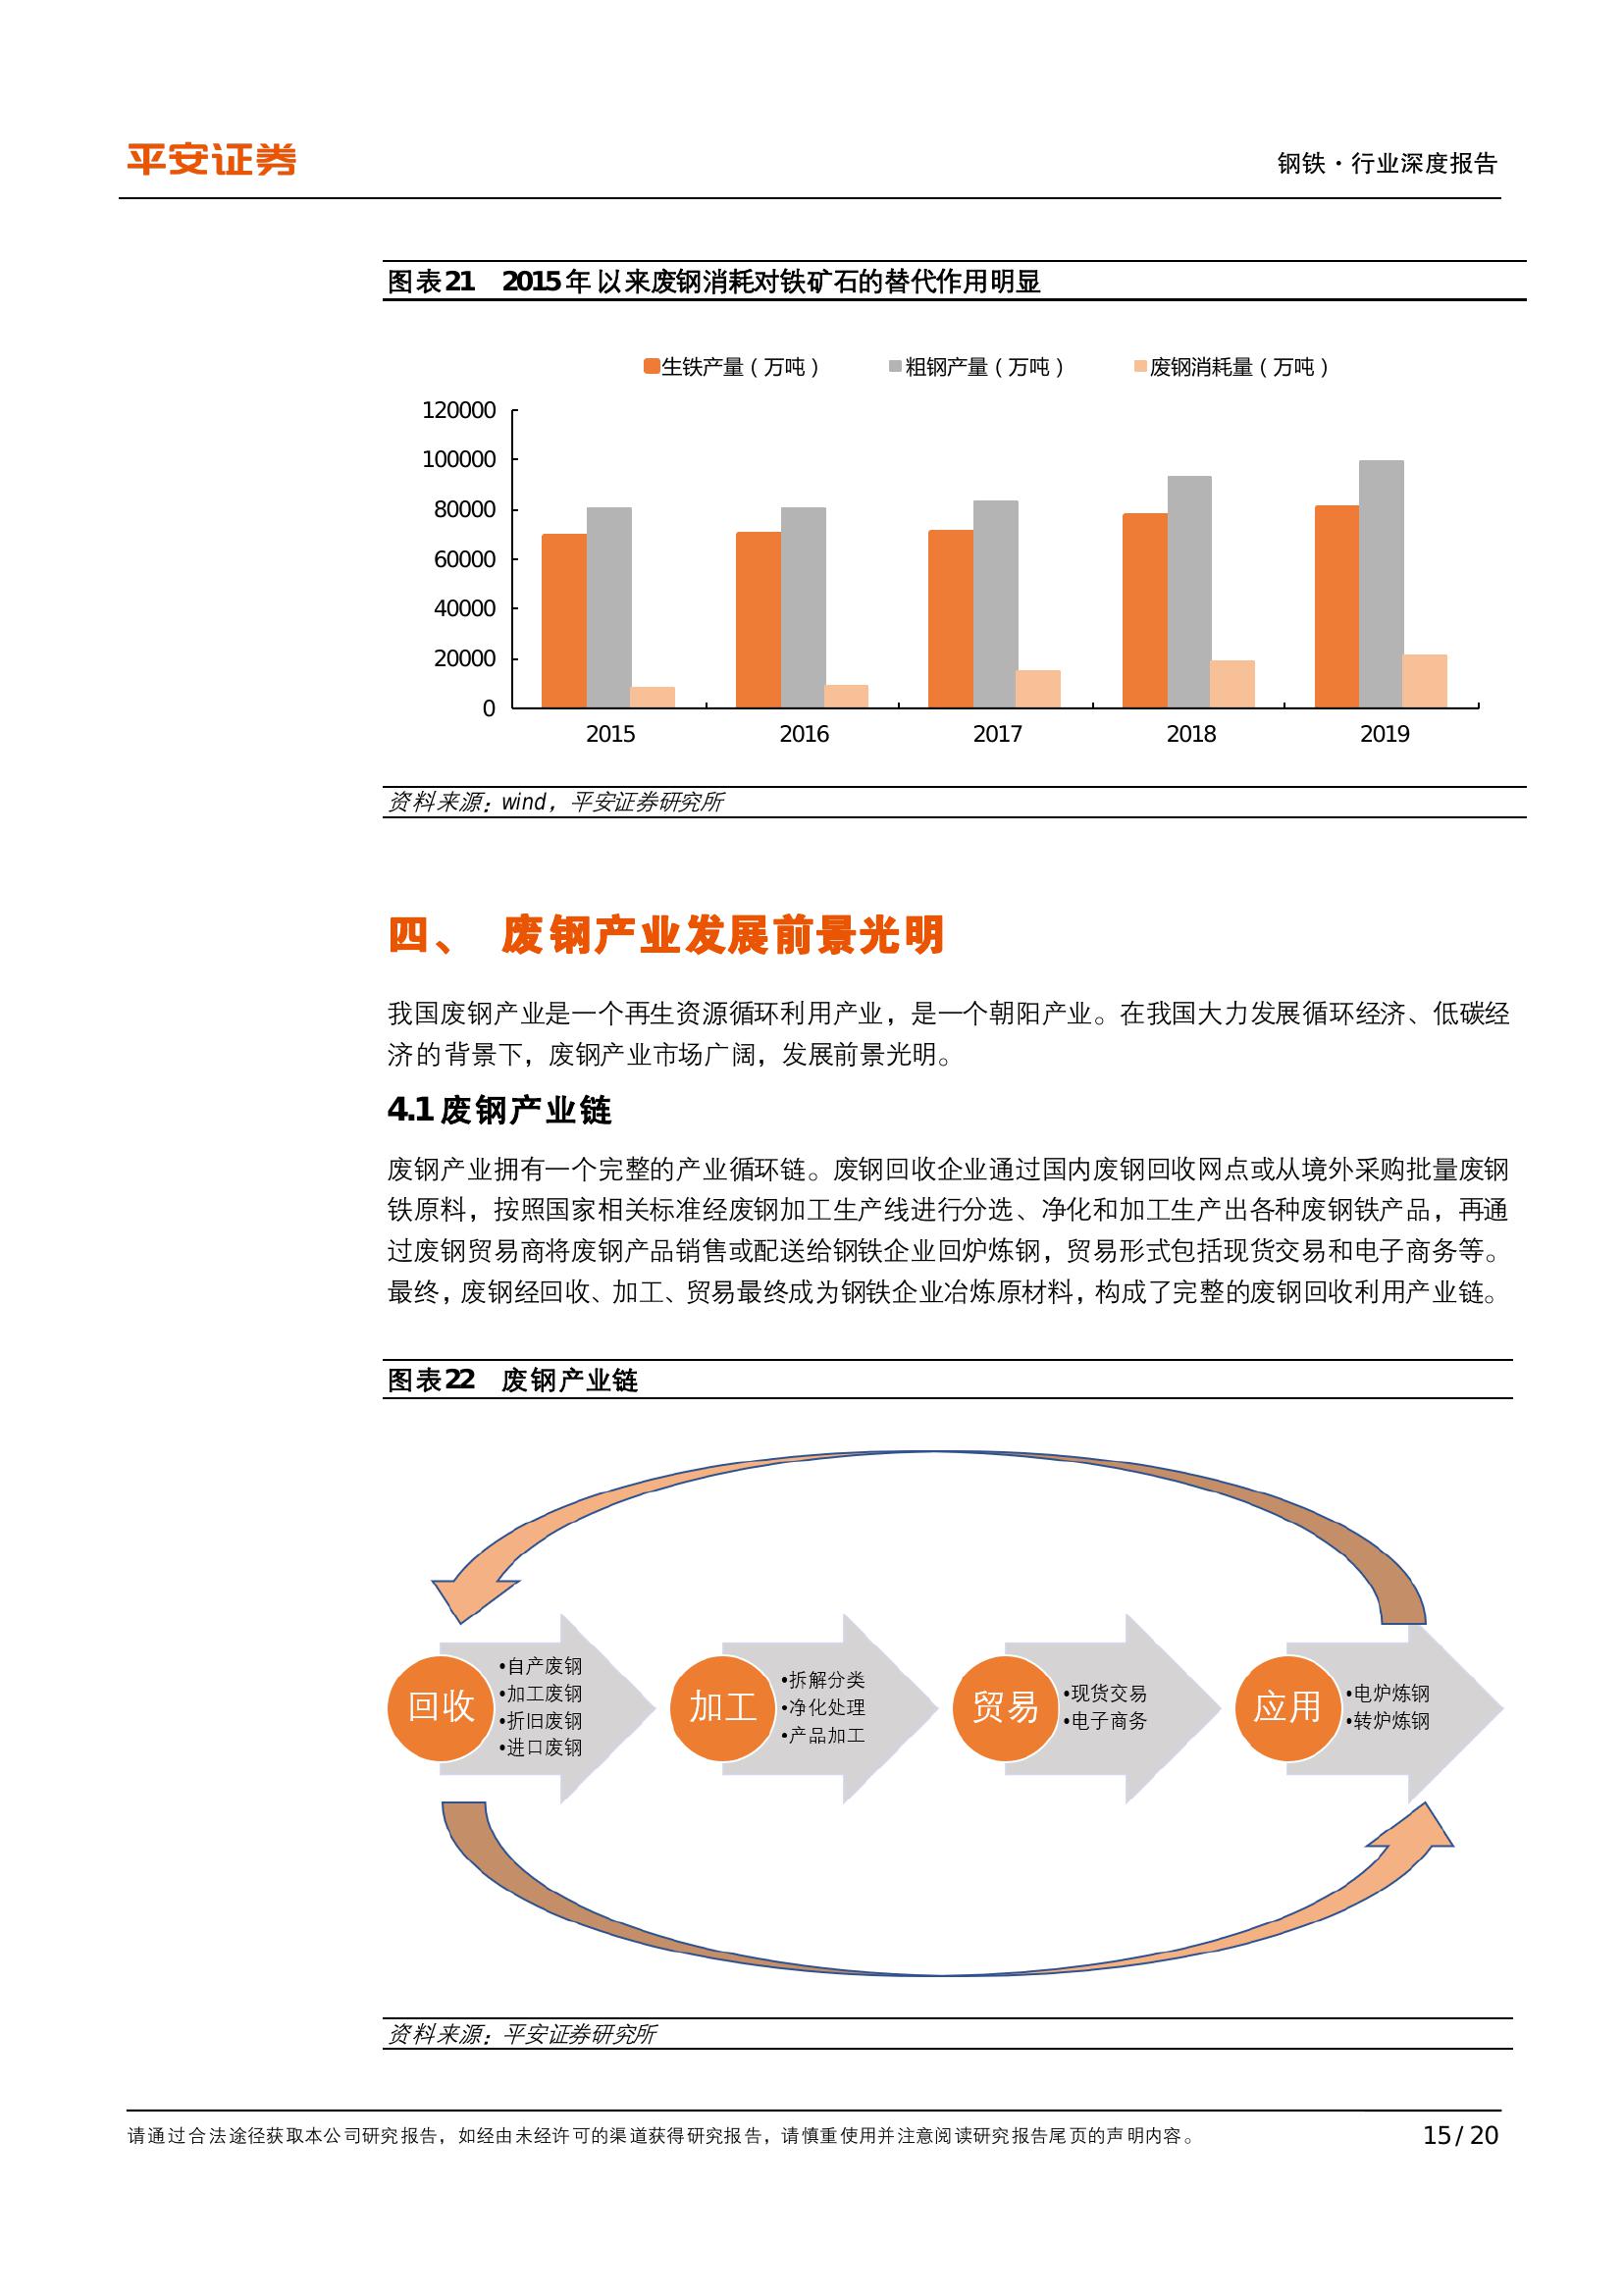 平安证券
钢铁·行业深度报告
图表21 2015年以来废钢消耗对铁矿石的替代作用明显
生铁产量（万吨） 粗钢产量（万吨） 废钢消耗量（万吨）
120000
100000
80000
60000
40000
20000
0
2015 2016 2017 2018 2019
资料来源：wind，平安证券研究所
四、 废钢产业发展前景光明
我国废钢产业是一个再生资源循环利用产业，是一个朝阳产业。在我国大力发展循环经济、低碳经
济的背景下，废钢产业市场广阔，发展前景光明。
4.1废钢产业链
废钢产业拥有一个完整的产业循环链。废钢回收企业通过国内废钢回收网点或从境外采购批量废钢
铁原料，按照国家相关标准经废钢加工生产线进行分选、净化和加工生产出各种废钢铁产品，再通
过废钢贸易商将废钢产品销售或配送给钢铁企业回炉炼钢，贸易形式包括现货交易和电子商务等。
最终，废钢经回收、加工、贸易最终成为钢铁企业冶炼原材料，构成了完整的废钢回收利用产业链。
图表22 废钢产业链
回收
•自产废钢
•加工废钢
•折旧废钢
•进口废钢
加工
•拆解分类
•净化处理
•产品加工
贸易
•现货交易
•电子商务
应用
•电炉炼钢
•转炉炼钢
资料来源：平安证券研究所
请通过合法途径获取本公司研究报告，如经由未经许可的渠道获得研究报告，请慎重使用并注意阅读研究报告尾页的声明内容。
15 / 20